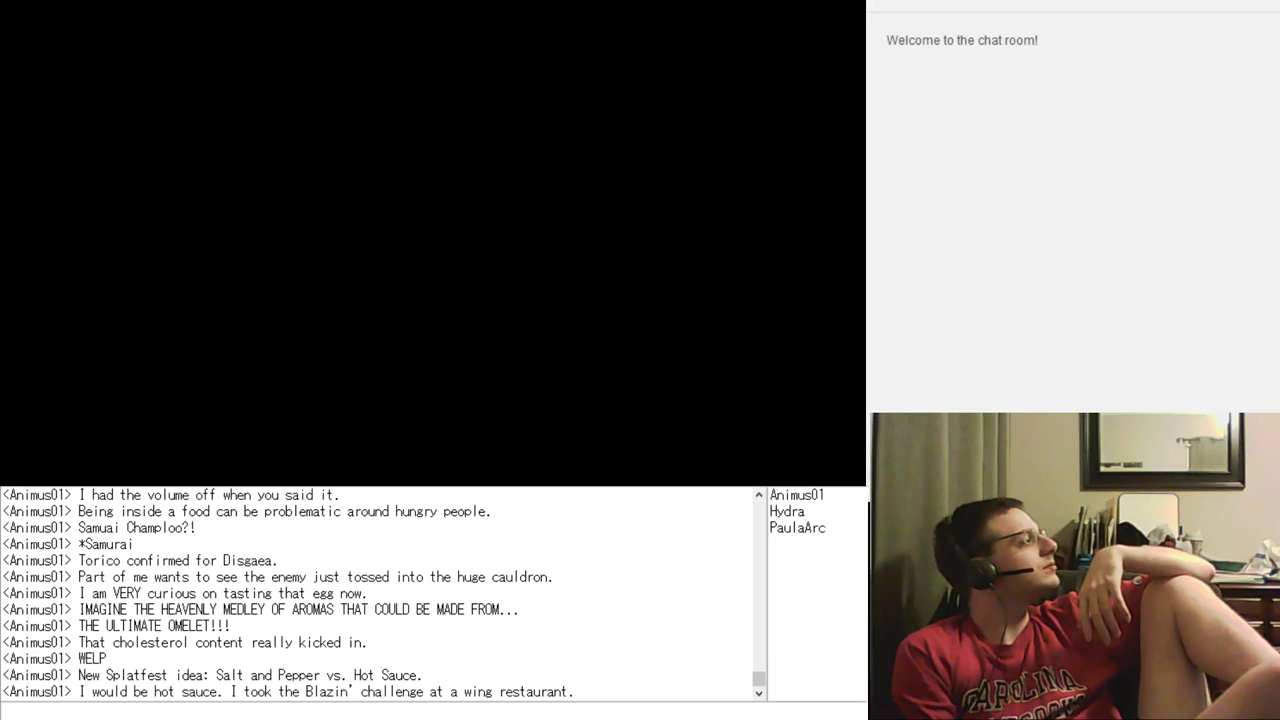 Welcome to the chat room!
<Animus01> I had the volume off when you said it.
<Animus01> Being inside a food can be problematic around hungry people.
<Animus01> Samuai Champloo?!
<Animus01> *Samurai
<Animus01> Torico confirmed for Disgaea.
<Animus01> Part of me wants to see the enemy just tossed into the huge cauldron.
<Animus01> I am VERY curious on tasting that egg now.
<Animus01> IMAGINE THE HEAVENLY MEDLEY OF AROMAS THAT COULD BE MADE FROM...
<Animus01> THE ULTIMATE OMELET!!!
<Animus01> That cholesterol content really kicked in.
<Animus01> WELP
<Animus01> New Splatfest idea: Salt and Pepper vs. Hot Sauce.
<Animus01> I would be hot sauce. I took the Blazin' challenge at a wing restaurant.
Animus01
Hydra
PaulaArc
CAROLINA